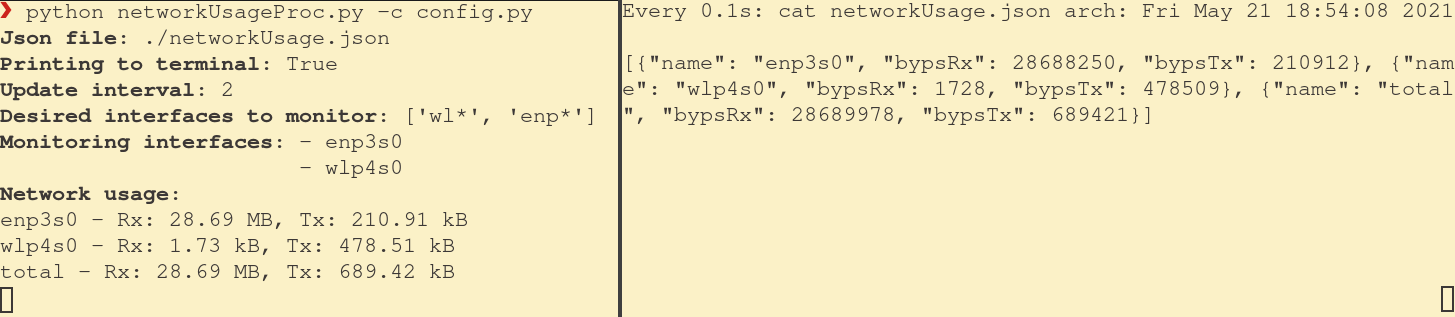 ❯ python networkUsageProc.py -c config.py
Json file: ./networkUsage.json
Printing to terminal: True
Update interval: 2
Desired interfaces to monitor: ['wl*', 'enp*']
Monitoring interfaces: - enp3s0
- wlp4s0
Network usage:
enp3s0 - Rx: 28.69 MB, Tx: 210.91 kB
wlp4s0 - Rx: 1.73 kB, Tx: 478.51 kB
total - Rx: 28.69 MB, Tx: 689.42 kB
Every 0.1s: cat networkUsage.json arch: Fri May 21 18:54:08 2021
[{"name": "enp3s0", "bypsRx": 28688250, "bypsTx": 210912}, {"nam
e": "wlp4s0", "bypsRx": 1728, "bypsTx": 478509}, {"name": "total
", "bypsRx": 28689978, "bypsTx": 689421}]